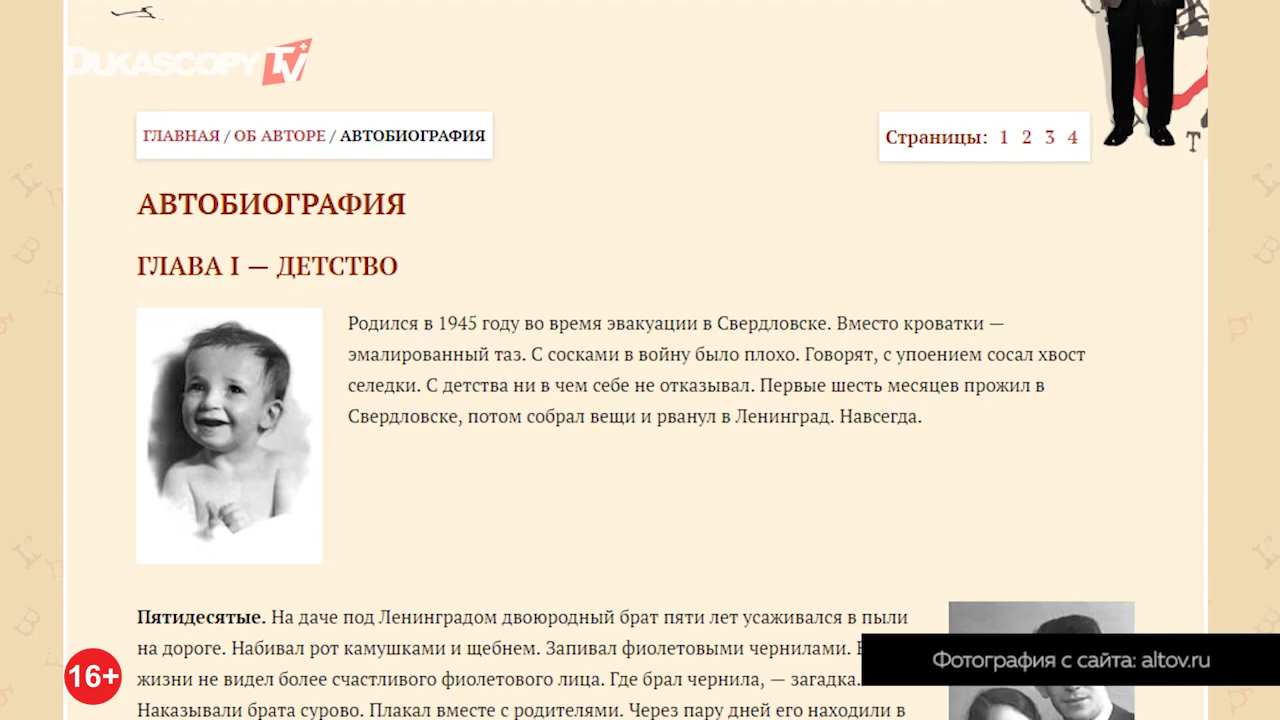 DUKASCOPY TV
ГЛАВНАЯ / ОБ АВТОРЕ / АВТОБИОГРАФИЯ
Страницы: 1 2 3 4
АВТОБИОГРАФИЯ
ГЛАВА I — ДЕТСТВО
Родился в 1945 году во время эвакуации в Свердловске. Вместо кроватки —
эмалированный таз. С сосками в войну было плохо. Говорят, с упоением сосал хвост
селедки. С детства ни в чем себе не отказывал. Первые шесть месяцев прожил в
Свердловске, потом собрал вещи и рванул в Ленинград. Навсегда.
Пятидесятые. На даче под Ленинградом двоюродный брат пяти лет усаживался в пыли
на дороге. Набивал рот камушками и щебнем. Запивал фиолетовыми чернилами.
жизни не видел более счастливого фиолетового лица. Где брал чернила, — загадка.
Наказывали брата сурово. Плакал вместе с родителями. Через пару дней его находили в
Фотография с сайта: altov.ru
16+